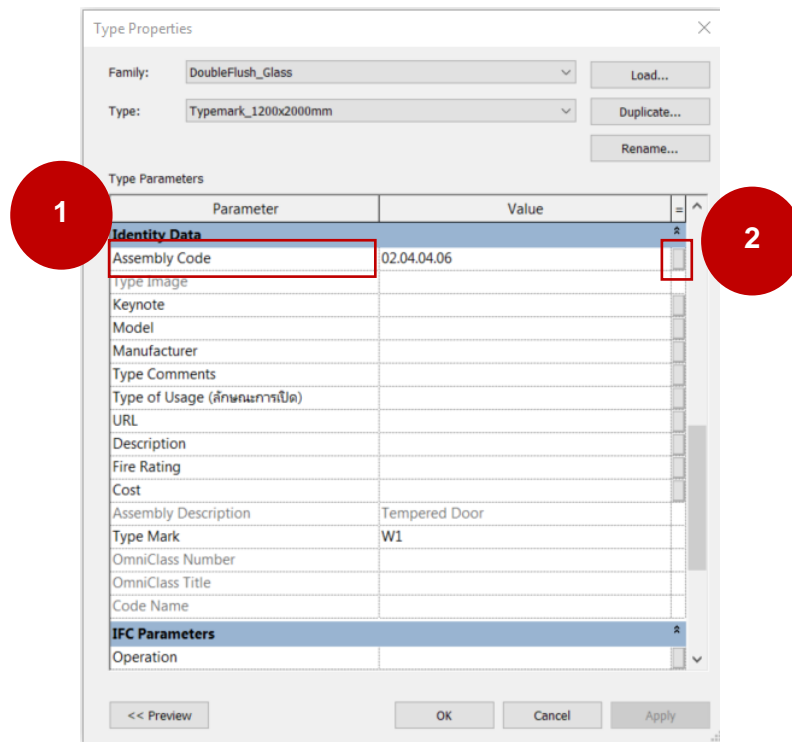 Type Properties
Family: DoubleFlush_Glass Load...
Type: Typemark_1200x2000mm Duplicate...
Rename...
Type Parameters
Parameter Value =
1
Identity Data
2
Assembly Code 02.04.04.06
Type Image
Keynote
Model
Manufacturer
Type Comments
Type of Usage (ลักษณะการเปิด)
URL
Description
Fire Rating
Cost
Assembly Description Tempered Door
Type Mark W1
OmniClass Number
OmniClass Title
Code Name
IFC Parameters
Operation
<< Preview OK Cancel Apply